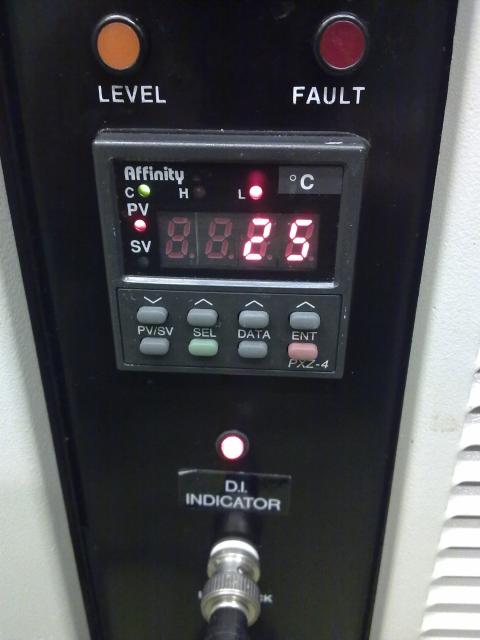 LEVEL FAULT
Affinity
°C
C H L
PV
25
SV
PV/SV SEL DATA ENT
PXZ-4
D.I.
INDICATOR